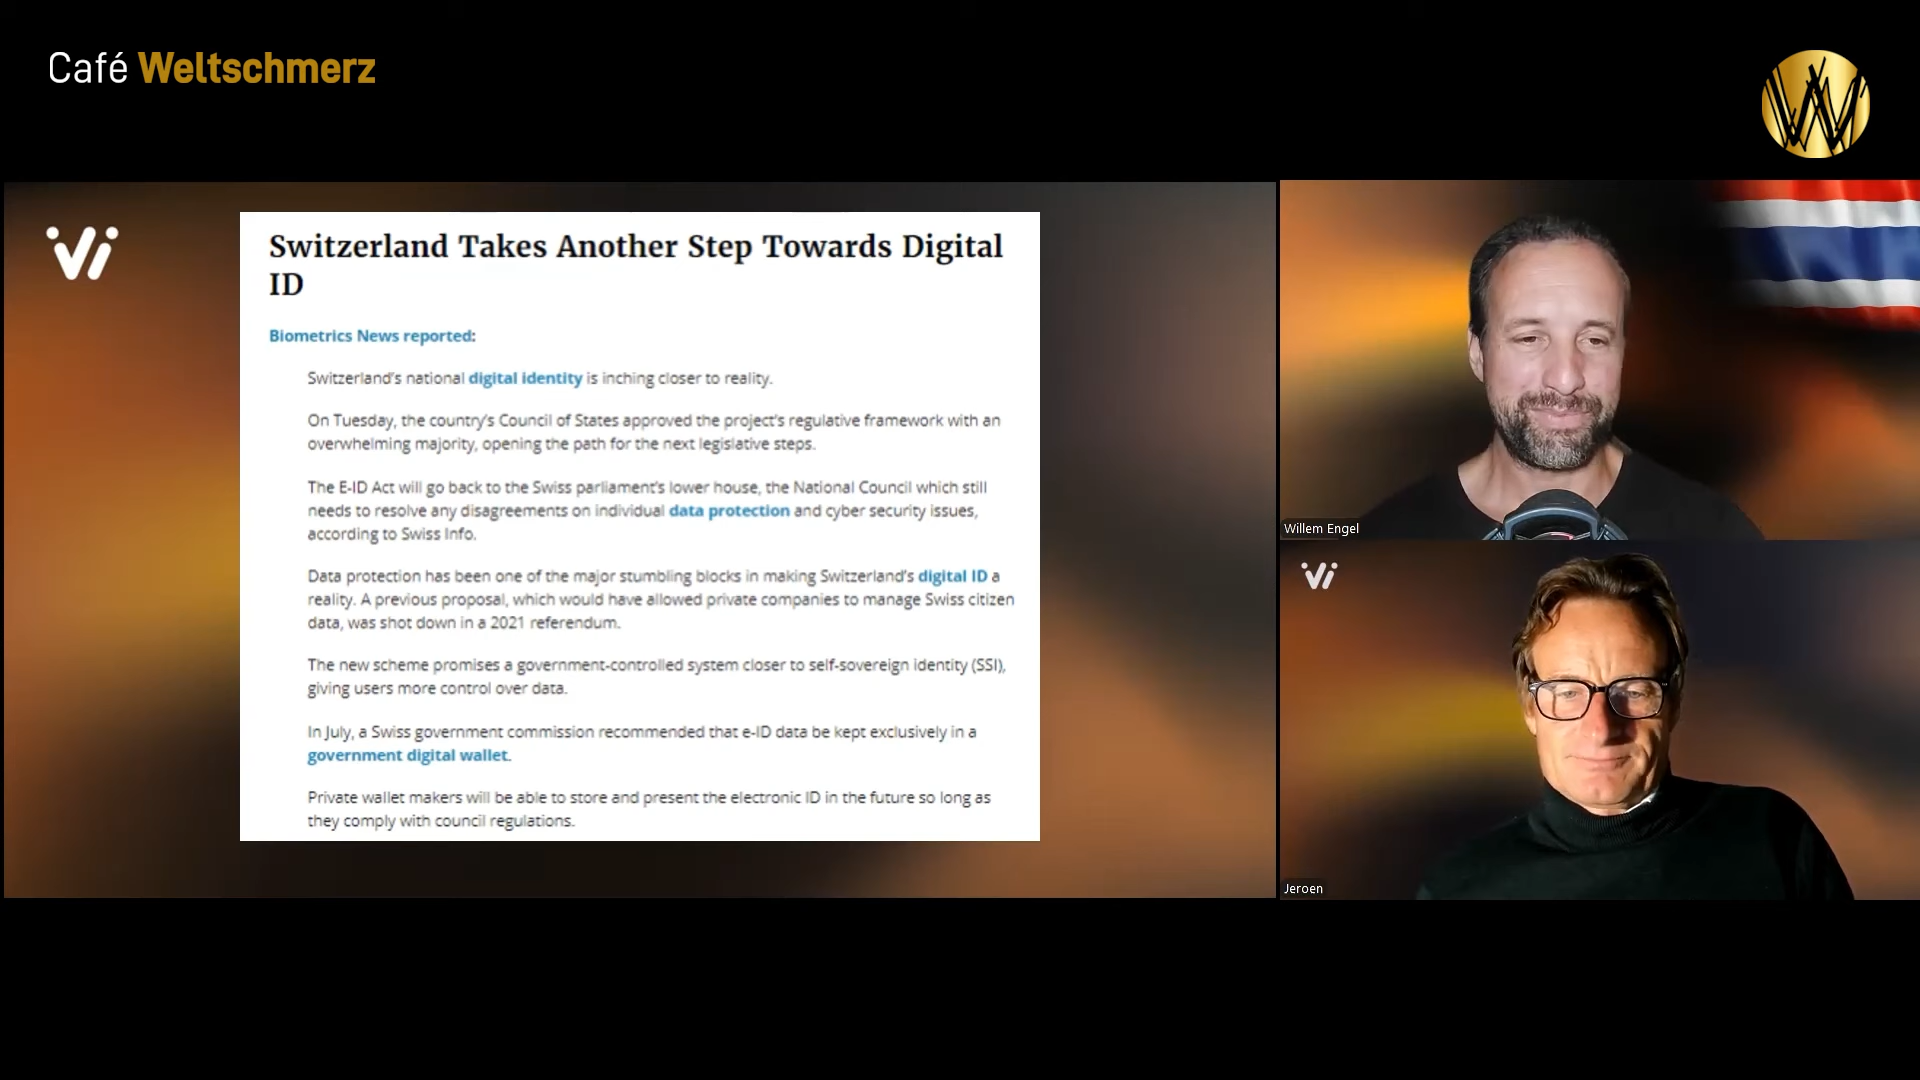 Café Weltschmerz
Switzerland Takes Another Step Towards Digital
ID
Biometrics News reported:
Switzerland's national digital identity is inching closer to reality.
On Tuesday, the country's Council of States approved the project's regulative framework with an
overwhelming majority, opening the path for the next legislative steps.
The E-ID Act will go back to the Swiss parliament's lower house, the National Council which still
needs to resolve any disagreements on individual data protection and cyber security issues,
according to Swiss Info.
Data protection has been one of the major stumbling blocks in making Switzerland's digital ID a
reality. A previous proposal, which would have allowed private companies to manage Swiss citizen
data, was shot down in a 2021 referendum.
The new scheme promises a government-controlled system closer to self-sovereign identity (SSI),
giving users more control over data.
In July, a Swiss government commission recommended that e-ID data be kept exclusively in a
government digital wallet.
Private wallet makers will be able to store and present the electronic ID in the future so long as
they comply with council regulations.
Willem Engel
Jeroen